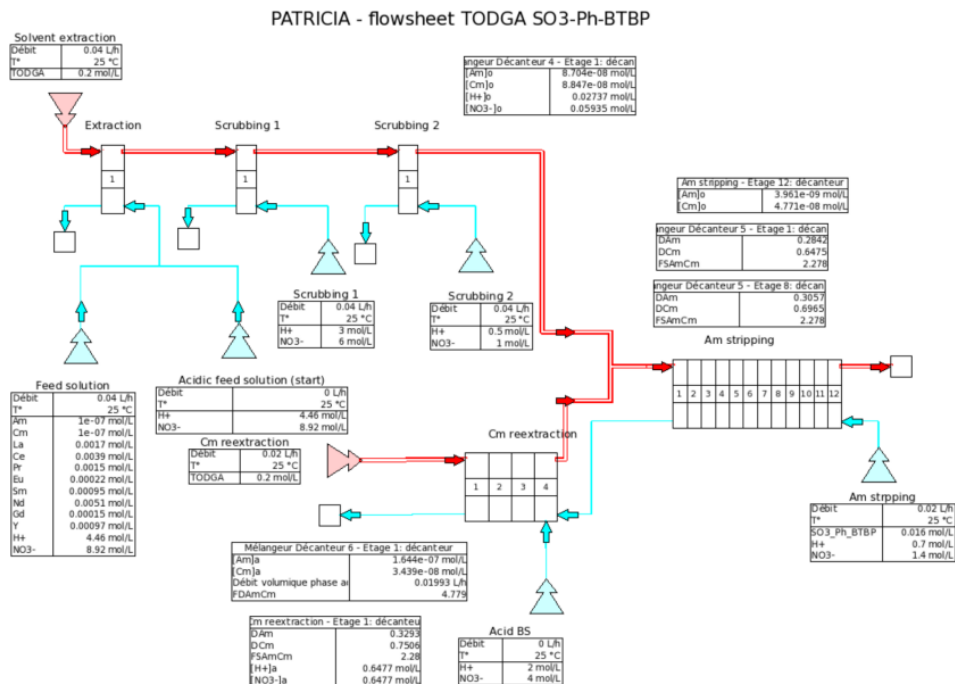 PATRICIA - flowsheet TODGA SO3-Ph-BTBP
Solvent extraction
Débit 0.04 L/h
T* 25 °C
TODGA 0.2 mol/L
angeur Décanteur 4 - Etage 1: décan
[Am]o 8.704e-08 mol/L
[Cm]o 8.847e-08 mol/L
[H+]o 0.02737 mol/L
[NO3-]o 0.05935 mol/L
Extraction
Scrubbing 1
Scrubbing 2
1
1
1
Am stripping - Etage 12: décanteur
[Am]o 3.961e-09 mol/L
[Cm]o 4.771e-08 mol/L
angeur Décanteur 5 - Etage 1: décan
DAm 0.2842
DCm 0.6475
FSAmCm 2.278
angeur Décanteur 5 - Etage 8: décan
DAm 0.3057
DCm 0.6965
FSAmCm 2.278
Scrubbing 1
Débit 0.04 L/h
T* 25 °C
H+ 3 mol/L
NO3- 6 mol/L
Scrubbing 2
Débit 0.04 L/h
T* 25 °C
H+ 0.5 mol/L
NO3- 1 mol/L
Am stripping
1 2 3 4 5 6 7 8 9 10 11 12
Feed solution
Débit 0.04 L/h
T* 25 °C
Am 1e-07 mol/L
Cm 1e-07 mol/L
La 0.0017 mol/L
Ce 0.0039 mol/L
Pr 0.0015 mol/L
Eu 0.00022 mol/L
Sm 0.00095 mol/L
Nd 0.0051 mol/L
Gd 0.00015 mol/L
Y 0.00097 mol/L
H+ 4.46 mol/L
NO3- 8.92 mol/L
Acidic feed solution (start)
Débit 0 L/h
T* 25 °C
H+ 4.46 mol/L
NO3- 8.92 mol/L
Cm reextraction
Débit 0.02 L/h
T* 25 °C
TODGA 0.2 mol/L
Cm reextraction
1 2 3 4
Am strpping
Débit 0.02 L/h
T* 25 °C
SO3_Ph_BTBP 0.016 mol/L
H+ 0.7 mol/L
NO3- 1.4 mol/L
Mélangeur Décanteur 6 - Etage 1: décanteur
[Am]a 1.644e-07 mol/L
[Cm]a 3.439e-08 mol/L
Débit volumique phase a 0.01993 L/h
FDAmCm 4.779
Cm reextraction - Etage 1: décanteu
DAm 0.3293
DCm 0.7506
FSAmCm 2.28
[H+]a 0.6477 mol/L
[NO3-]a 0.6477 mol/L
Acid BS
Débit 0 L/h
T* 25 °C
H+ 2 mol/L
NO3- 4 mol/L